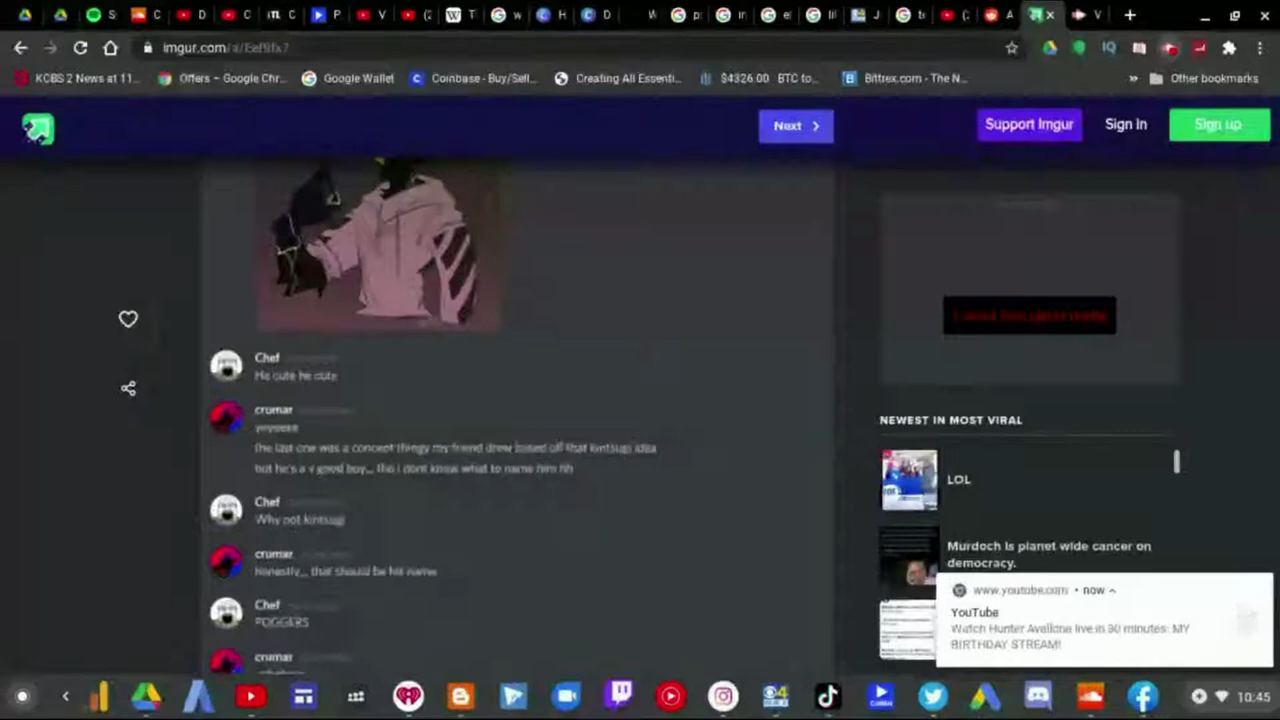 imgur.com/a/
KCBS 2 News at 11...
Offers – Google Chr...
Google Wallet
Coinbase - Buy/Sell...
Creating All Essenti...
$4326.00 BTC to...
Bittrex.com - The N...
»
Other bookmarks
Next
Support Imgur
Sign in
Sign up
Chef
He cute he cute
crumar
the last one was a concept thingy my friend drew based off that kintsugi idea
but he's a v good boy,,, tho i dont know what to name him hh
Chef
Why not kintsugi
crumar
honestly,,, that should be his name
Chef
POGGERS
crumar
NEWEST IN MOST VIRAL
LOL
Murdoch is planet wide cancer on
democracy.
www.youtube.com • now
YouTube
Watch Hunter Avallone live in 30 minutes: MY
BIRTHDAY STREAM!
10:45